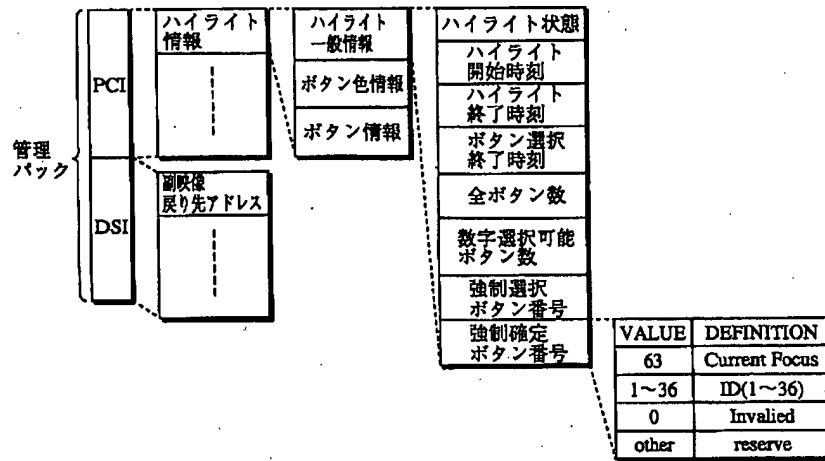 管理
パック
PCI
DSI
ハイライト
情報
副映像
戻り先アドレス
ハイライト
一般情報
ボタン色情報
ボタン情報
ハイライト状態
ハイライト
開始時刻
ハイライト
終了時刻
ボタン選択
終了時刻
全ボタン数
数字選択可能
ボタン数
強制選択
ボタン番号
強制確定
ボタン番号
VALUE DEFINITION
63 Current Focus
1〜36 ID(1〜36)
0 Invalied
other reserve